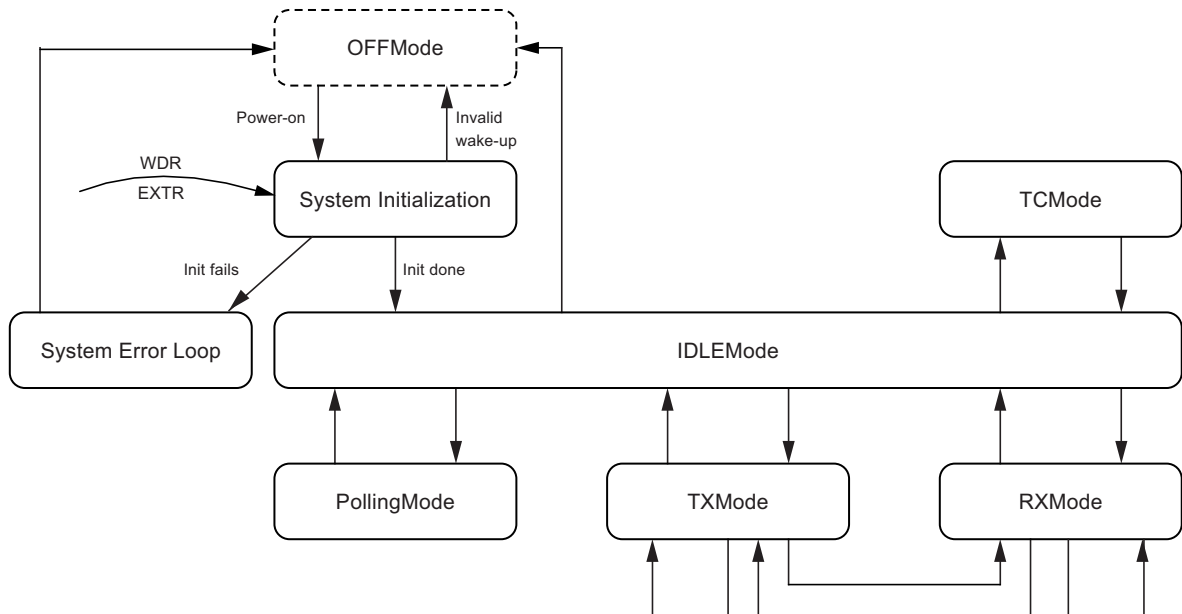 OFFMode
Power-on
Invalid
wake-up
WDR
EXTR
System Initialization
TCMode
Init fails
Init done
System Error Loop
IDLEMode
PollingMode
TXMode
RXMode